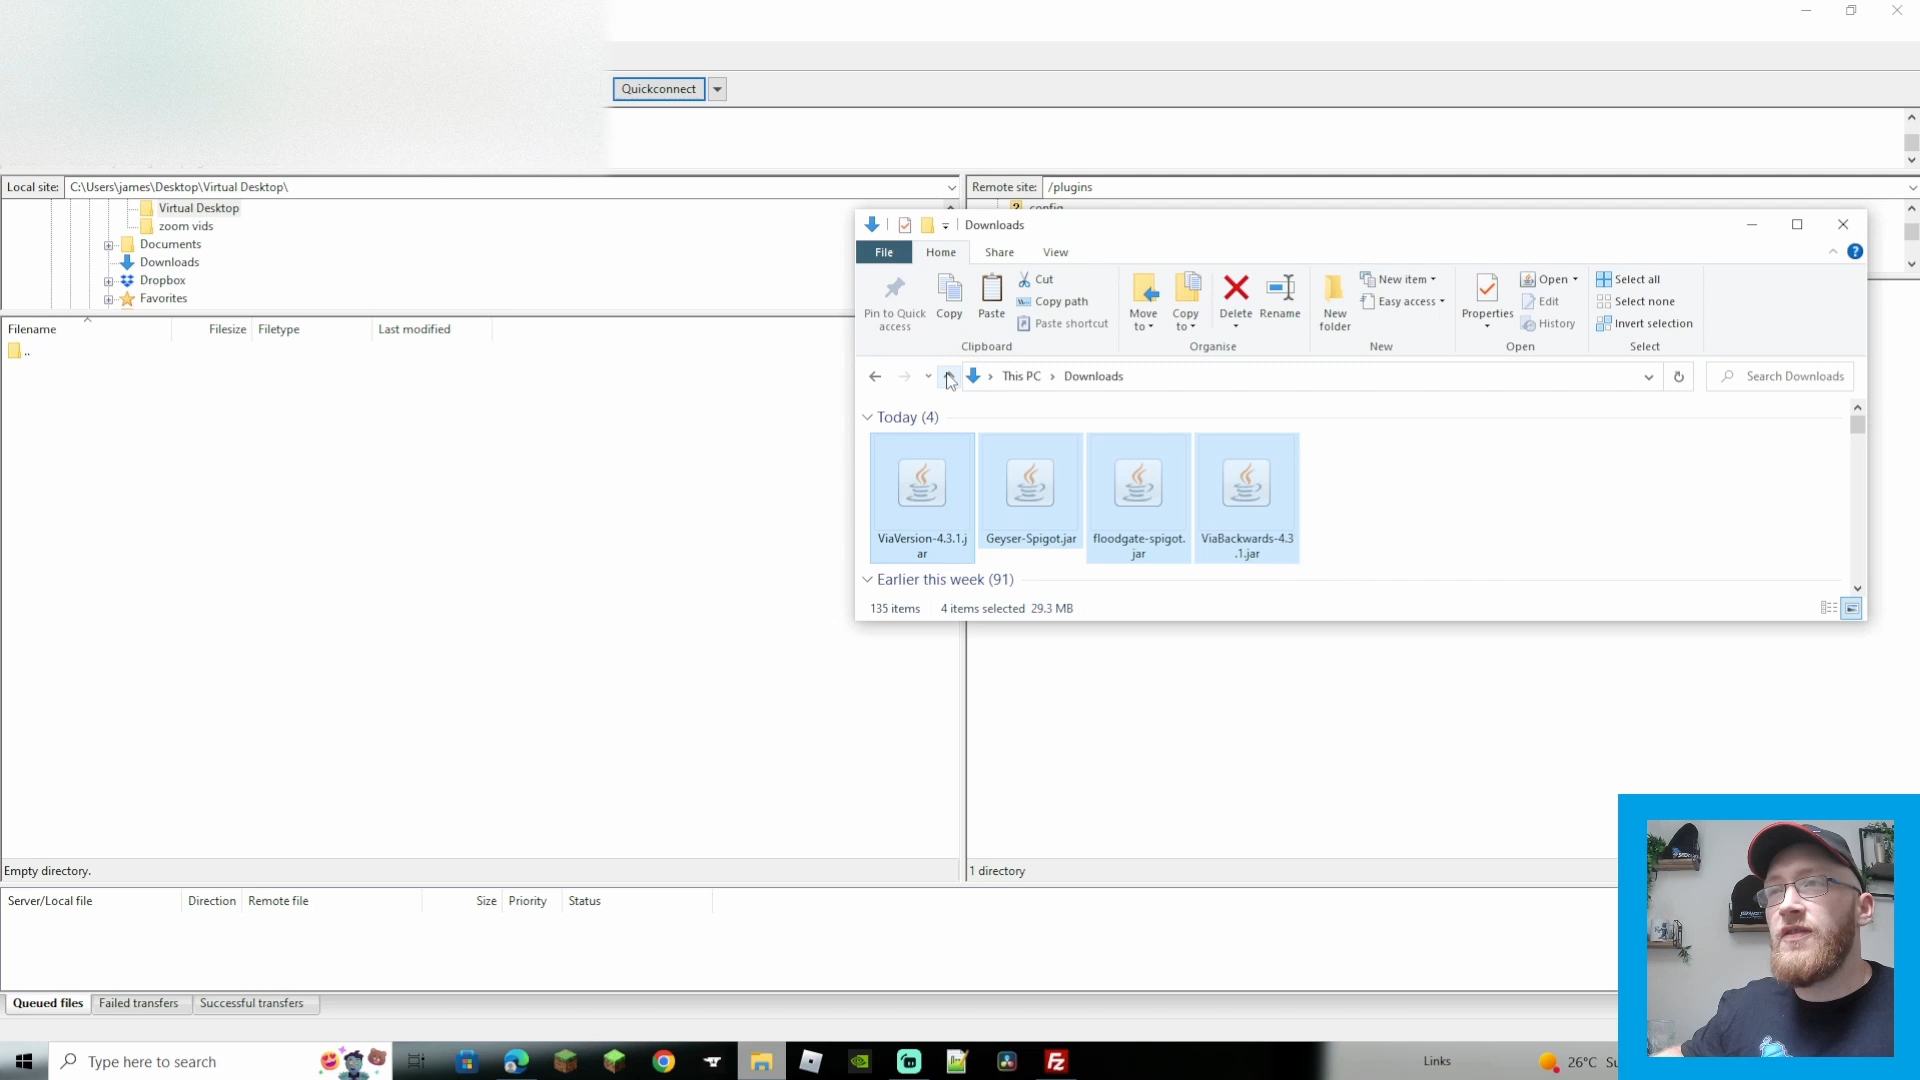 Quickconnect
Local site: C:\Users\james\Desktop\Virtual Desktop\
Remote site: /plugins
Virtual Desktop
zoom vids
Documents
Downloads
Dropbox
Favorites
Filename Filesize Filetype Last modified
..
Empty directory.
config
Downloads
File Home Share View
Pin to Quick access
Copy
Paste
Cut
Copy path
Paste shortcut
Clipboard
Move to
Copy to
Delete
Rename
Organise
New folder
New item
Easy access
New
Properties
Open
Edit
History
Open
Select all
Select none
Invert selection
Select
This PC > Downloads
Search Downloads
Today (4)
ViaVersion-4.3.1.j
ar
Geyser-Spigot.jar
floodgate-spigot.
jar
ViaBackwards-4.3
.1.jar
Earlier this week (91)
135 items 4 items selected 29.3 MB
1 directory
Server/Local file Direction Remote file Size Priority Status
Queued files Failed transfers Successful transfers
Type here to search
Fz
Links
26°C Su